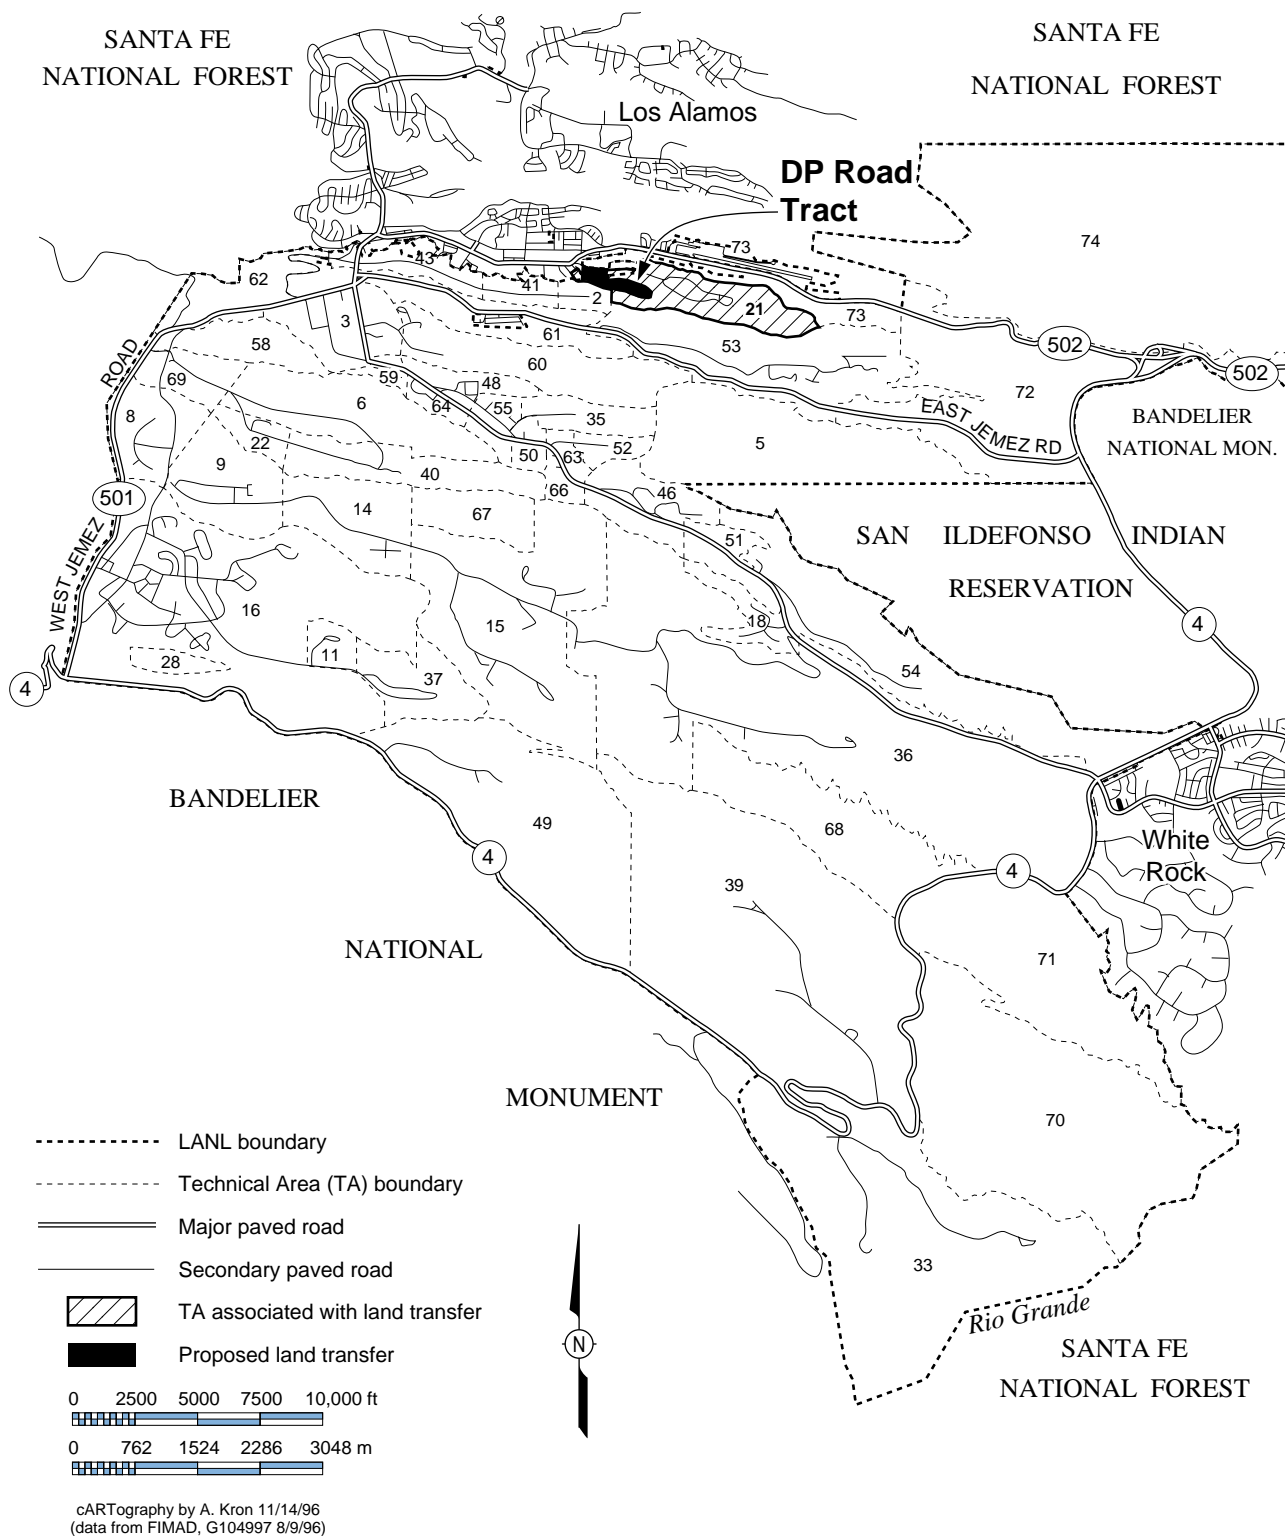 SANTA FE
NATIONAL FOREST
SANTA FE
NATIONAL FOREST
Los Alamos
DP Road
Tract
74
73
43
62
41
2
21
73
3
61
53
502
502
58
60
ROAD
69
59
48
72
6
64
55
35
EAST JEMEZ RD
BANDELIER
NATIONAL MON.
8
22
50
63
52
5
9
40
501
66
46
14
67
51
SAN ILDEFONSO INDIAN
RESERVATION
WEST JEMEZ
16
15
18
4
28
11
37
54
4
36
BANDELIER
49
68
White
Rock
4
4
39
NATIONAL
71
MONUMENT
70
LANL boundary
Technical Area (TA) boundary
Major paved road
Secondary paved road
TA associated with land transfer
Proposed land transfer
33
Rio Grande
N
SANTA FE
NATIONAL FOREST
0 2500 5000 7500 10,000 ft
0 762 1524 2286 3048 m
cARTography by A. Kron 11/14/96
(data from FIMAD, G104997 8/9/96)